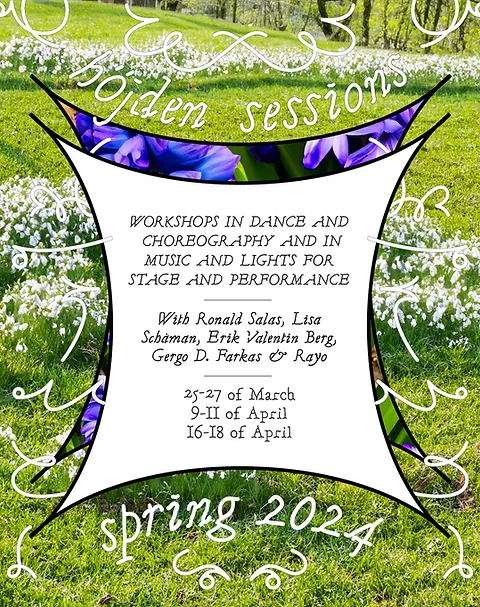 höjden sessions
WORKSHOPS IN DANCE AND
CHOREOGRAPHY AND IN
MUSIC AND LIGHTS FOR
STAGE AND PERFORMANCE
With Ronald Salas, Lisa
Schåman, Erik Valentin Berg,
Gergo D. Farkas & Rayo
25-27 of March
9-11 of April
16-18 of April
spring 2024